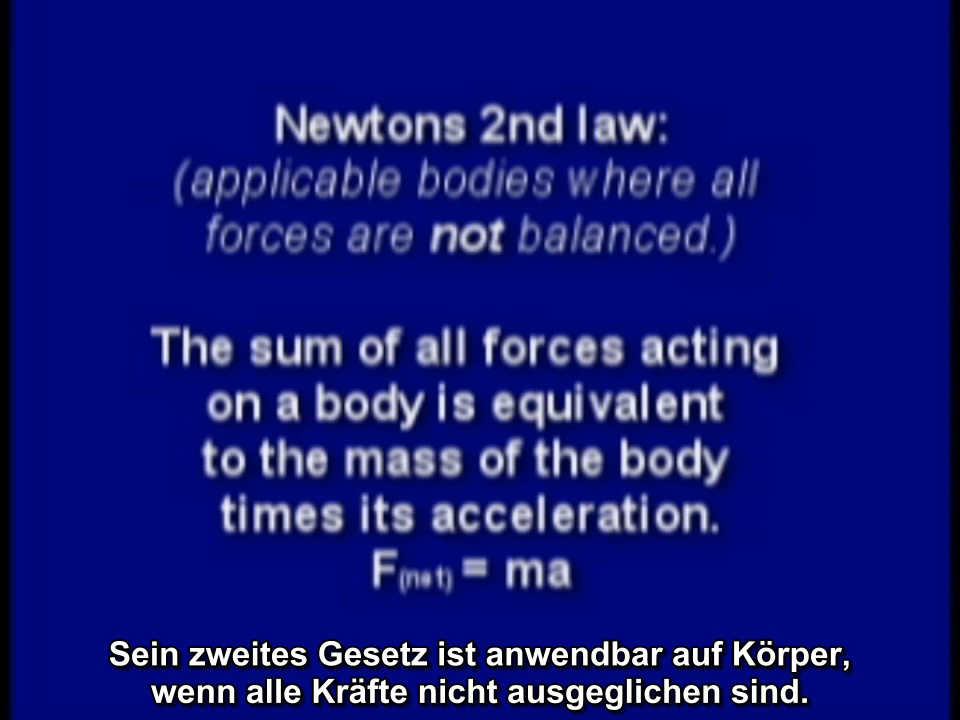 Newtons 2nd law:
(applicable bodies where all
forces are not balanced.)
The sum of all forces acting
on a body is equivalent
to the mass of the body
times its acceleration.
F(net) = ma
Sein zweites Gesetz ist anwendbar auf Körper,
wenn alle Kräfte nicht ausgeglichen sind.